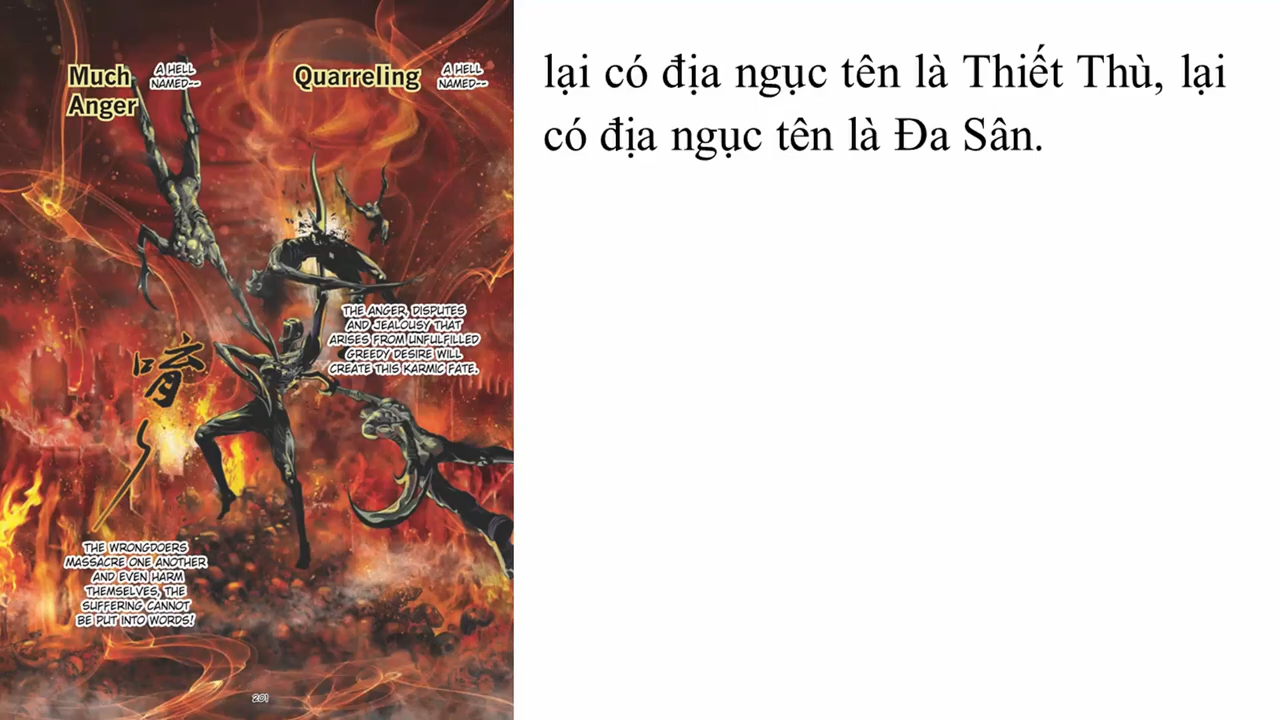 Much
Anger
A HELL
NAMED--
Quarreling
A HELL
NAMED--
THE ANGER, DISPUTES
AND JEALOUSY THAT
ARISES FROM UNFULFILLED
GREEDY DESIRE WILL
CREATE THIS KARMIC FATE.
THE WRONGDOERS
MASSACRE ONE ANOTHER
AND EVEN HARM
THEMSELVES, THE
SUFFERING CANNOT
BE PUT INTO WORDS!
201
lại có địa ngục tên là Thiết Thù, lại
có địa ngục tên là Đa Sân.